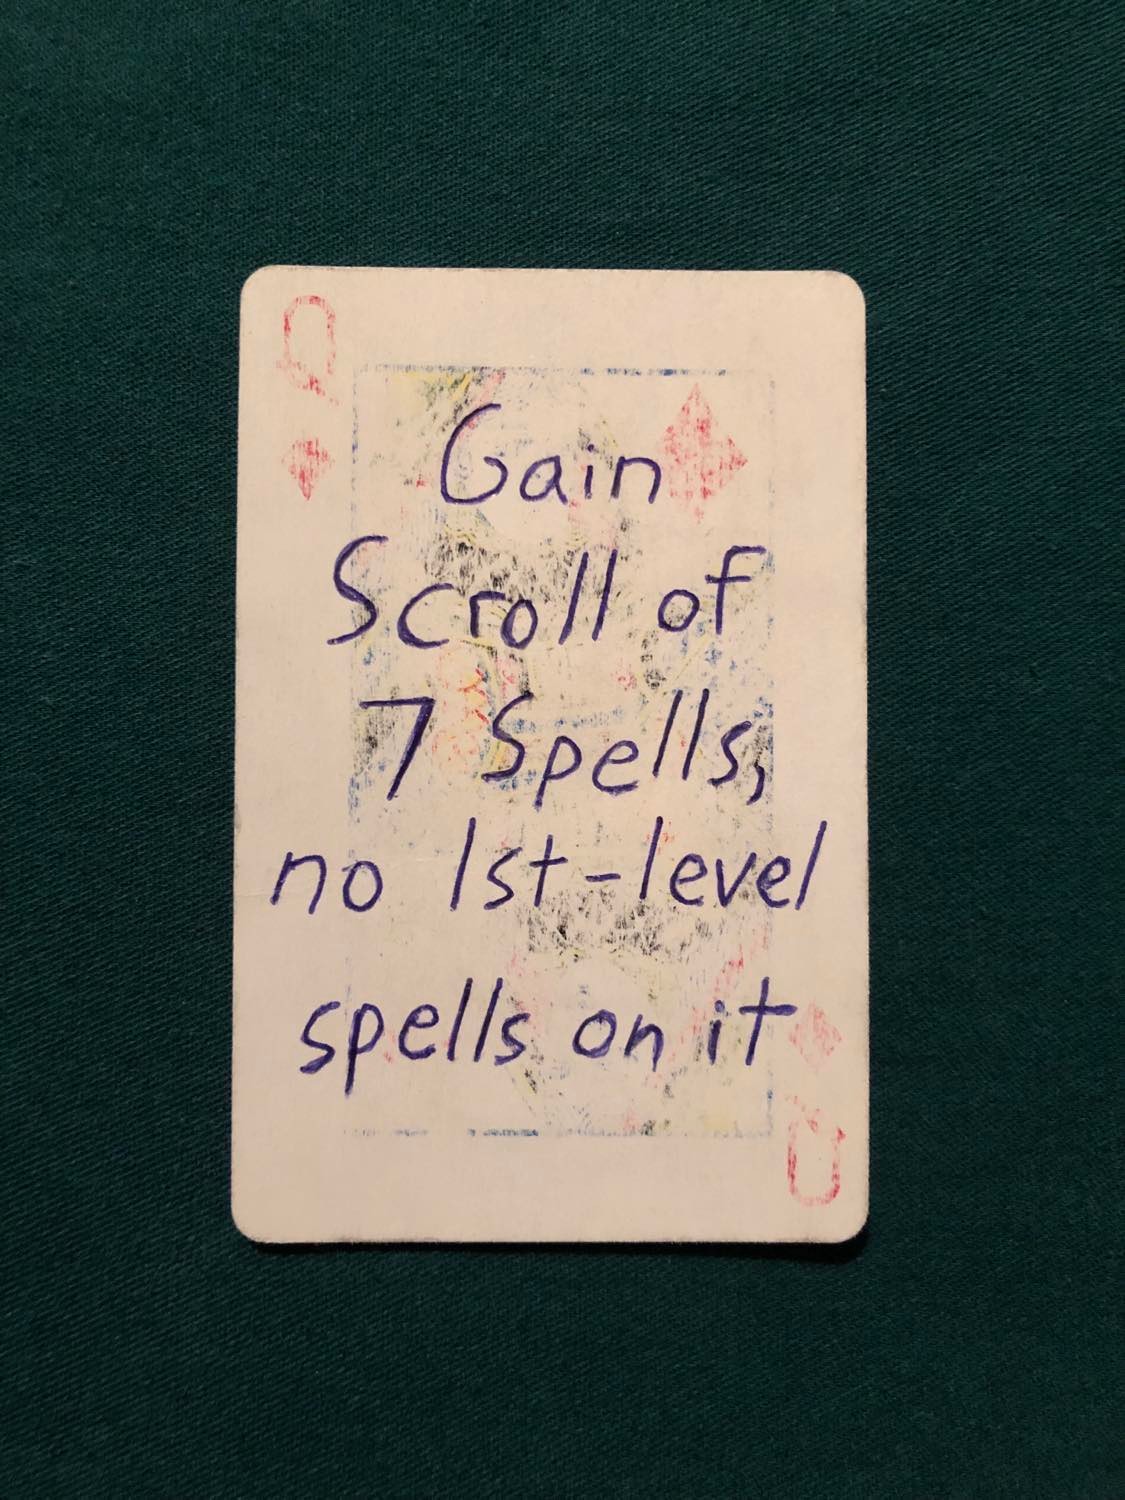 Q
Gain
Scroll of
7 Spells,
no 1st-level
spells on it
Q